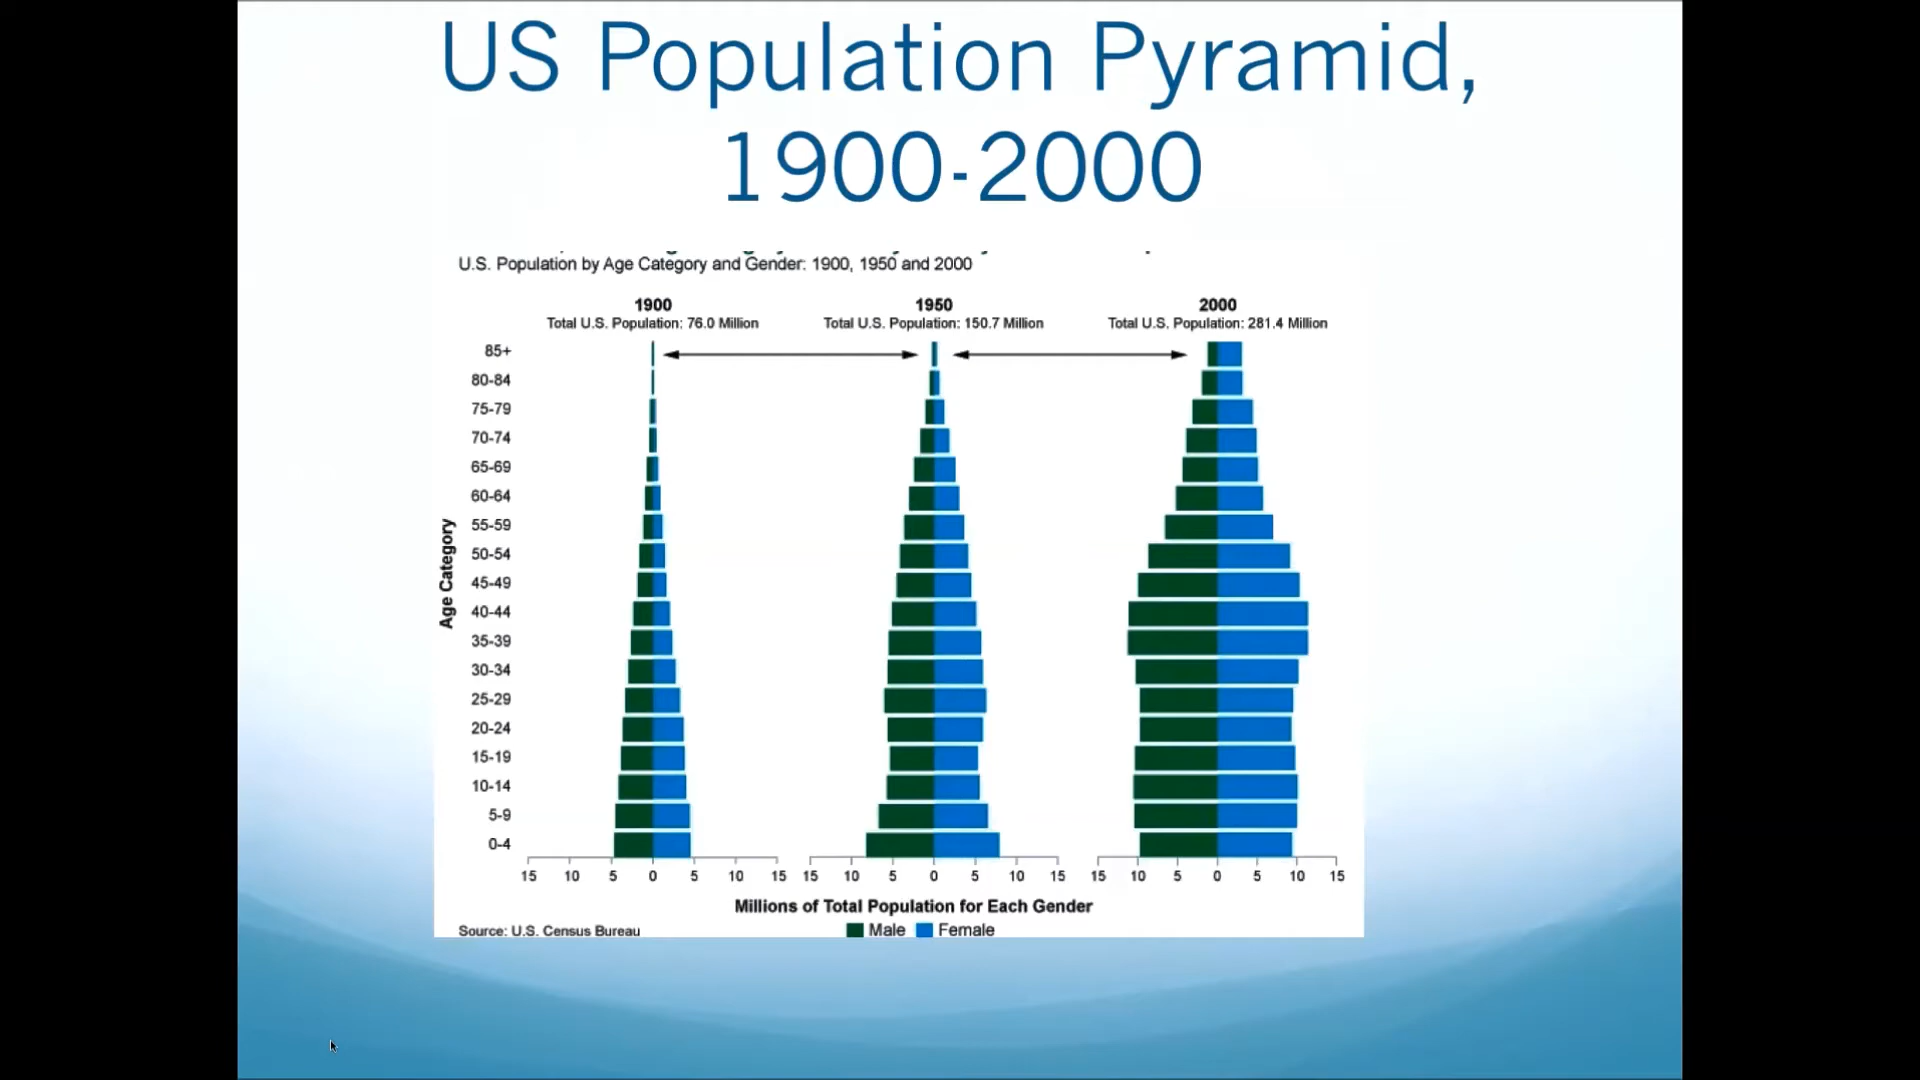 US Population Pyramid,
1900-2000
U.S. Population by Age Category and Gender: 1900, 1950 and 2000
1900
Total U.S. Population: 76.0 Million
1950
Total U.S. Population: 150.7 Million
2000
Total U.S. Population: 281.4 Million
Age Category
85+
80-84
75-79
70-74
65-69
60-64
55-59
50-54
45-49
40-44
35-39
30-34
25-29
20-24
15-19
10-14
5-9
0-4
15 10 5 0 5 10 15
15 10 5 0 5 10 15
15 10 5 0 5 10 15
Millions of Total Population for Each Gender
Source: U.S. Census Bureau
Male Female